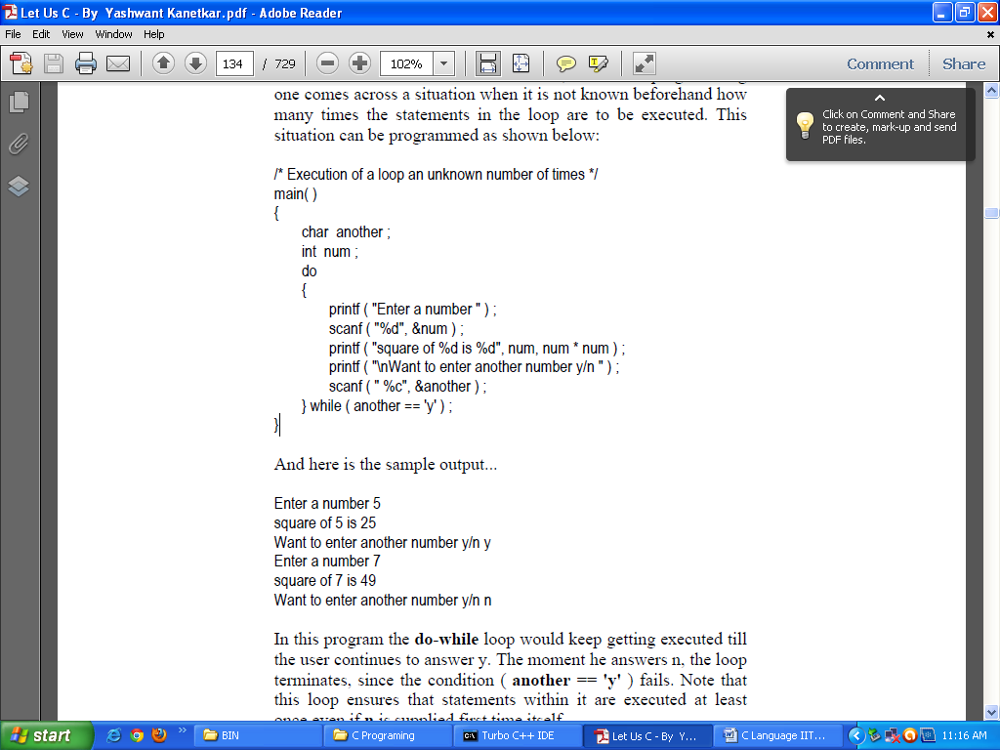 Let Us C - By  Yashwant Kanetkar.pdf - Adobe Reader
File Edit View Window Help
134 / 729 102% Comment Share
one comes across a situation when it is not known beforehand how
many times the statements in the loop are to be executed. This
situation can be programmed as shown below:
Click on Comment and Share
to create, mark-up and send
PDF files.
/* Execution of a loop an unknown number of times */
main( )
{
char  another ;
int  num ;
do
{
printf ( "Enter a number " ) ;
scanf ( "%d", &num ) ;
printf ( "square of %d is %d", num, num * num ) ;
printf ( "\nWant to enter another number y/n " ) ;
scanf ( " %c", &another ) ;
} while ( another == 'y' ) ;
}
And here is the sample output...
Enter a number 5
square of 5 is 25
Want to enter another number y/n y
Enter a number 7
square of 7 is 49
Want to enter another number y/n n
In this program the do-while loop would keep getting executed till
the user continues to answer y. The moment he answers n, the loop
terminates, since the condition ( another == 'y' ) fails. Note that
this loop ensures that statements within it are executed at least
once even if n is supplied first time itself.
start BIN C Programing Turbo C++ IDE Let Us C - By Y... C Language IIT... 11:16 AM